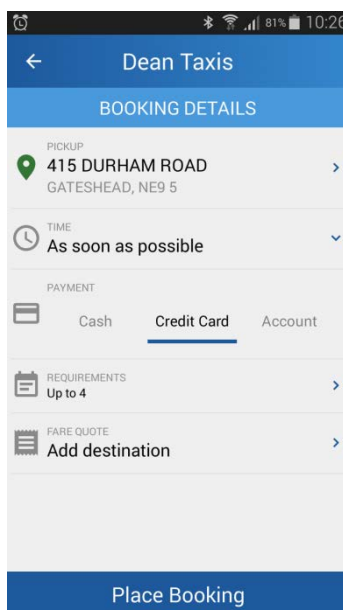 81% 10:26
Dean Taxis
BOOKING DETAILS
PICKUP
415 DURHAM ROAD
GATESHEAD, NE9 5
TIME
As soon as possible
PAYMENT
Cash Credit Card Account
REQUIREMENTS
Up to 4
FARE QUOTE
Add destination
Place Booking